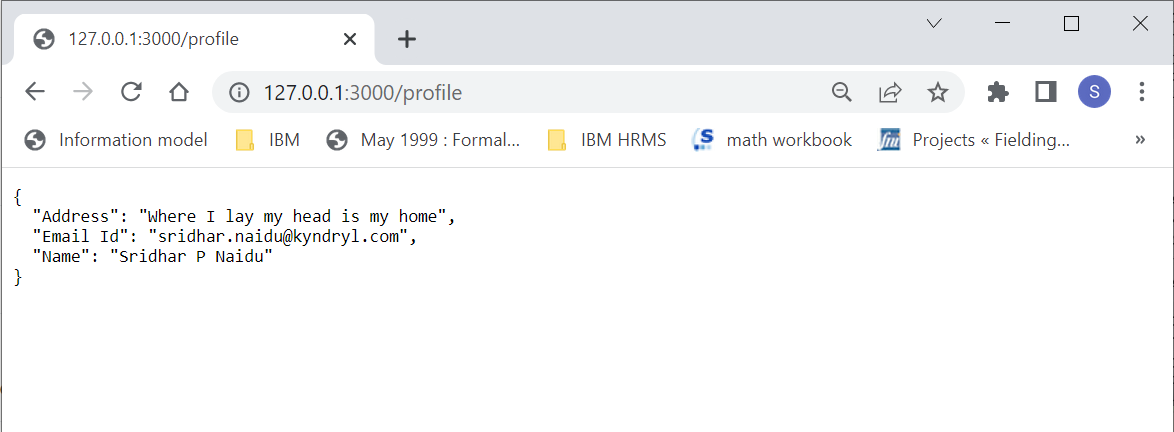 127.0.0.1:3000/profile
127.0.0.1:3000/profile
S
Information model IBM May 1999 : Formal... IBM HRMS S math workbook fni Projects « Fielding... »
{
"Address": "Where I lay my head is my home",
"Email Id": "sridhar.naidu@kyndryl.com",
"Name": "Sridhar P Naidu"
}